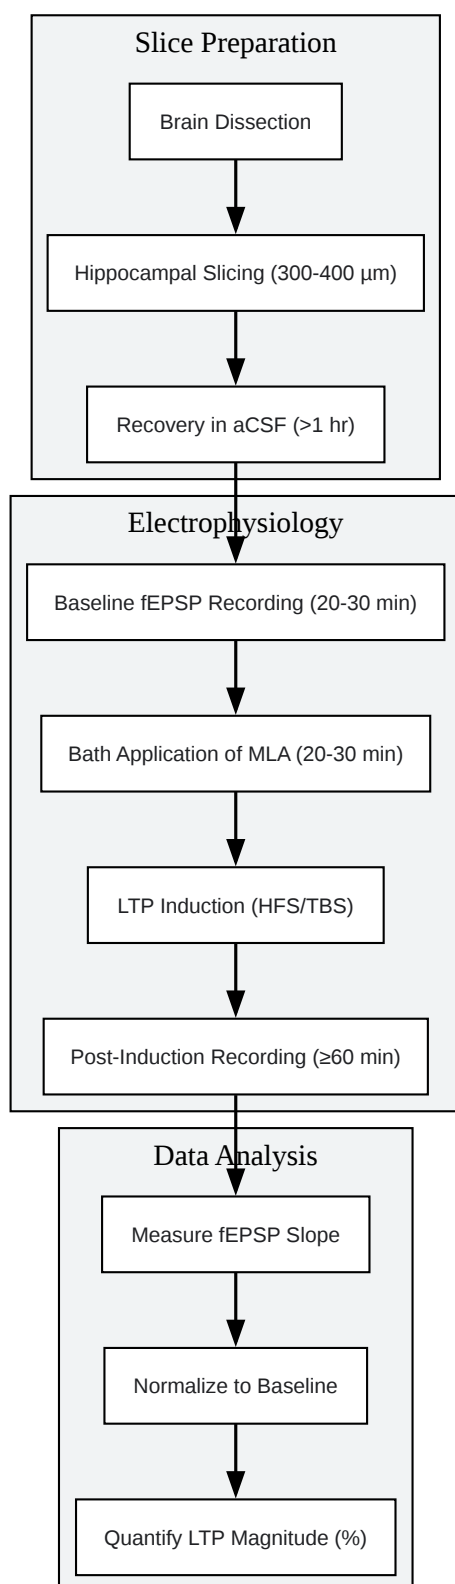 Slice Preparation
Brain Dissection
Hippocampal Slicing (300-400 µm)
Recovery in aCSF (>1 hr)
Electrophysiology
Baseline fEPSP Recording (20-30 min)
Bath Application of MLA (20-30 min)
LTP Induction (HFS/TBS)
Post-Induction Recording (≥60 min)
Data Analysis
Measure fEPSP Slope
Normalize to Baseline
Quantify LTP Magnitude (%)